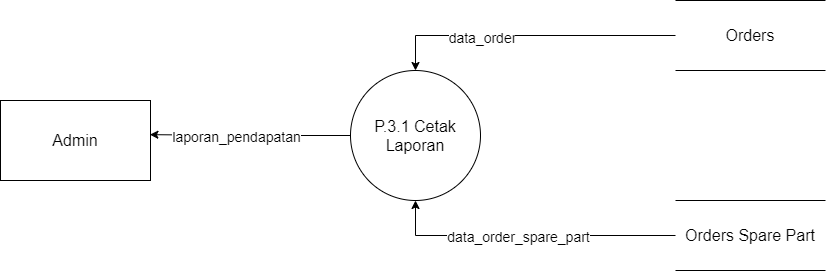 data_order
Orders
Admin
laporan_pendapatan
P.3.1 Cetak
Laporan
data_order_spare_part
Orders Spare Part